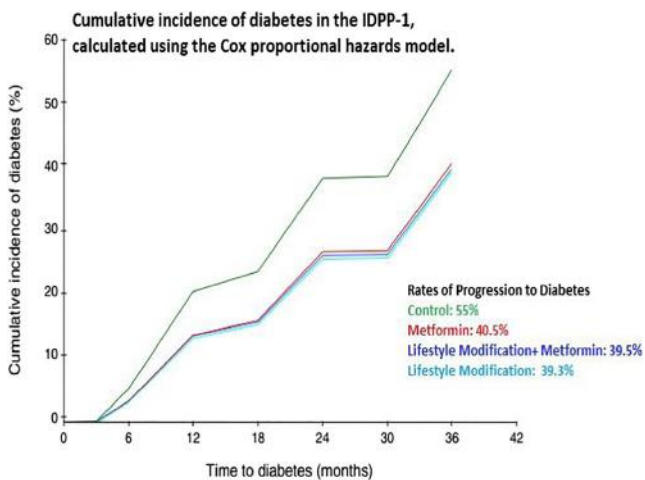 Cumulative incidence of diabetes in the IDPP-1,
calculated using the Cox proportional hazards model.
Cumulative incidence of diabetes (%)
60
50
40
30
20
10
0
Rates of Progression to Diabetes
Control: 55%
Metformin: 40.5%
Lifestyle Modification+ Metformin: 39.5%
Lifestyle Modification: 39.3%
0 6 12 18 24 30 36 42
Time to diabetes (months)